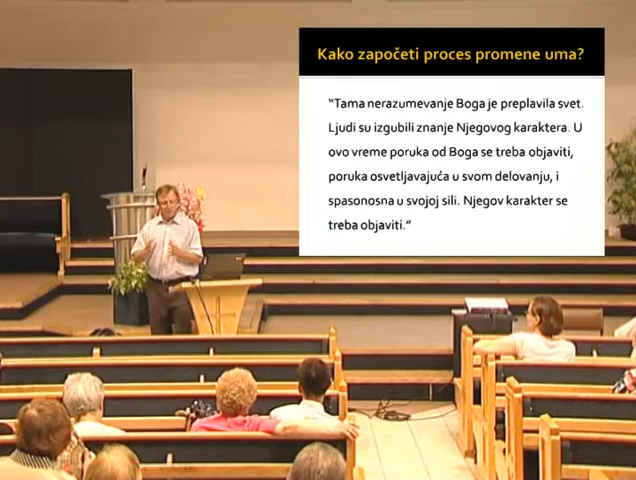 Kako započeti proces promene uma?
“Tama nerazumevanje Boga je preplavila svet.
Ljudi su izgubili znanje Njegovog karaktera. U
ovo vreme poruka od Boga se treba objaviti,
poruka osvetljavajuća u svom delovanju, i
spasonosna u svojoj sili. Njegov karakter se
treba objaviti.”